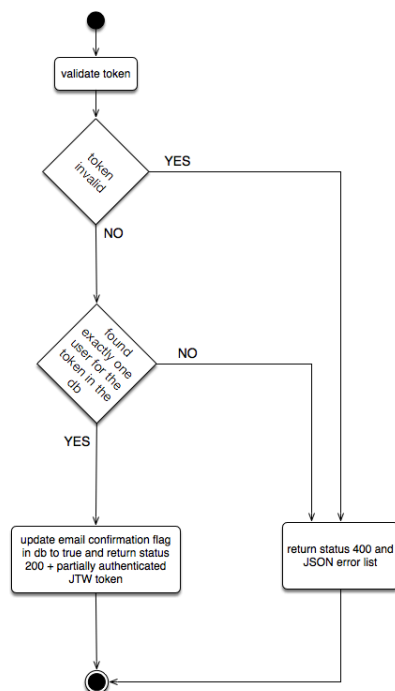 validate token
token
invalid
YES
NO
found
exactly one
user for the
token in the
db
NO
YES
update email confirmation flag
in db to true and return status
200 + partially authenticated
JTW token
return status 400 and
JSON error list